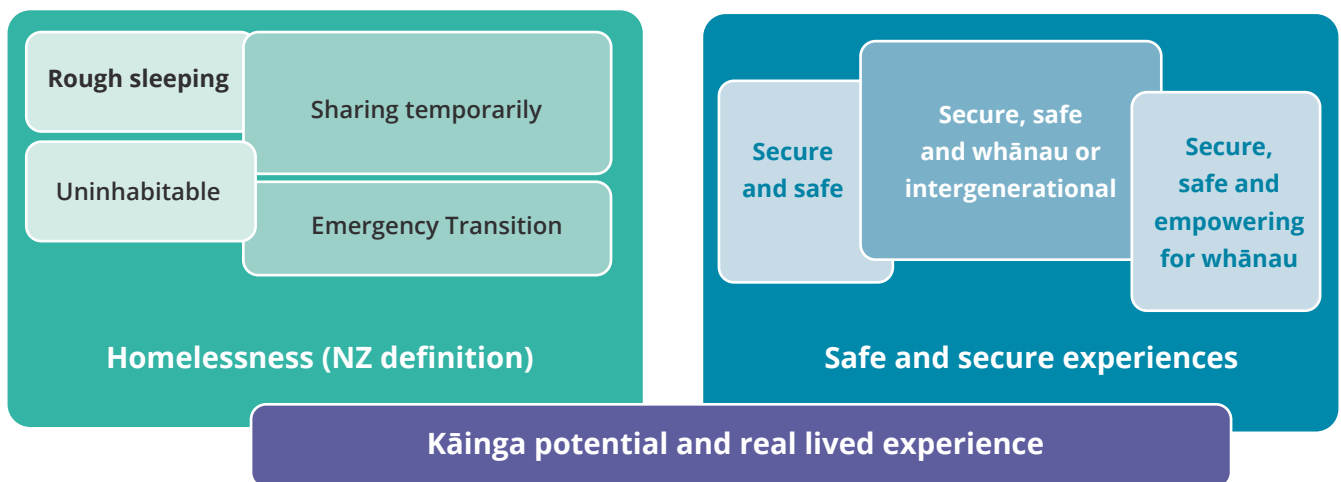 Rough sleeping
Sharing temporarily
Uninhabitable
Emergency Transition
Homelessness (NZ definition)
Secure
and safe
Secure, safe
and whānau or
intergenerational
Secure,
safe and
empowering
for whānau
Safe and secure experiences
Kāinga potential and real lived experience